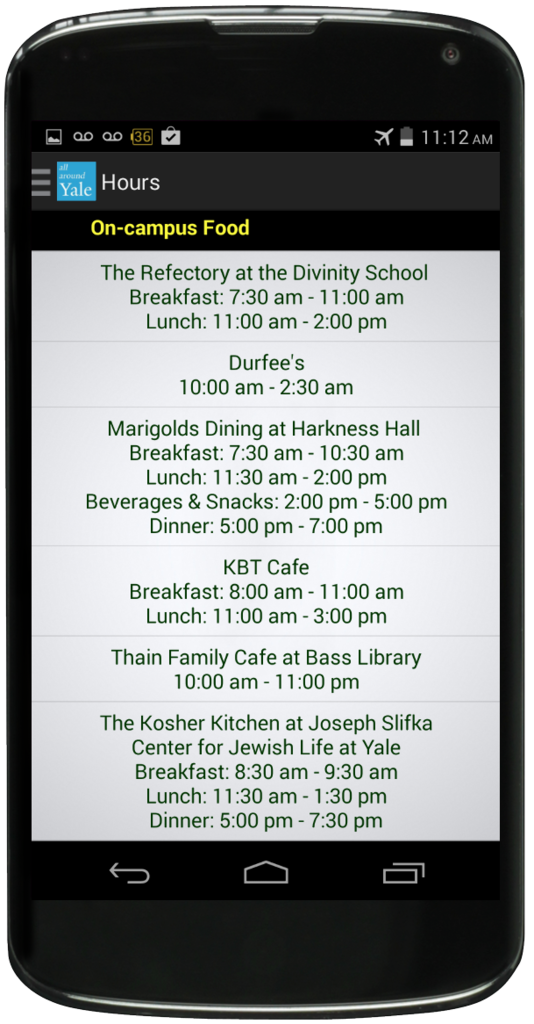 36
11:12 AM
all
around
Yale
Hours
On-campus Food
The Refectory at the Divinity School
Breakfast: 7:30 am - 11:00 am
Lunch: 11:00 am - 2:00 pm
Durfee's
10:00 am - 2:30 am
Marigolds Dining at Harkness Hall
Breakfast: 7:30 am - 10:30 am
Lunch: 11:30 am - 2:00 pm
Beverages & Snacks: 2:00 pm - 5:00 pm
Dinner: 5:00 pm - 7:00 pm
KBT Cafe
Breakfast: 8:00 am - 11:00 am
Lunch: 11:00 am - 3:00 pm
Thain Family Cafe at Bass Library
10:00 am - 11:00 pm
The Kosher Kitchen at Joseph Slifka
Center for Jewish Life at Yale
Breakfast: 8:30 am - 9:30 am
Lunch: 11:30 am - 1:30 pm
Dinner: 5:00 pm - 7:30 pm